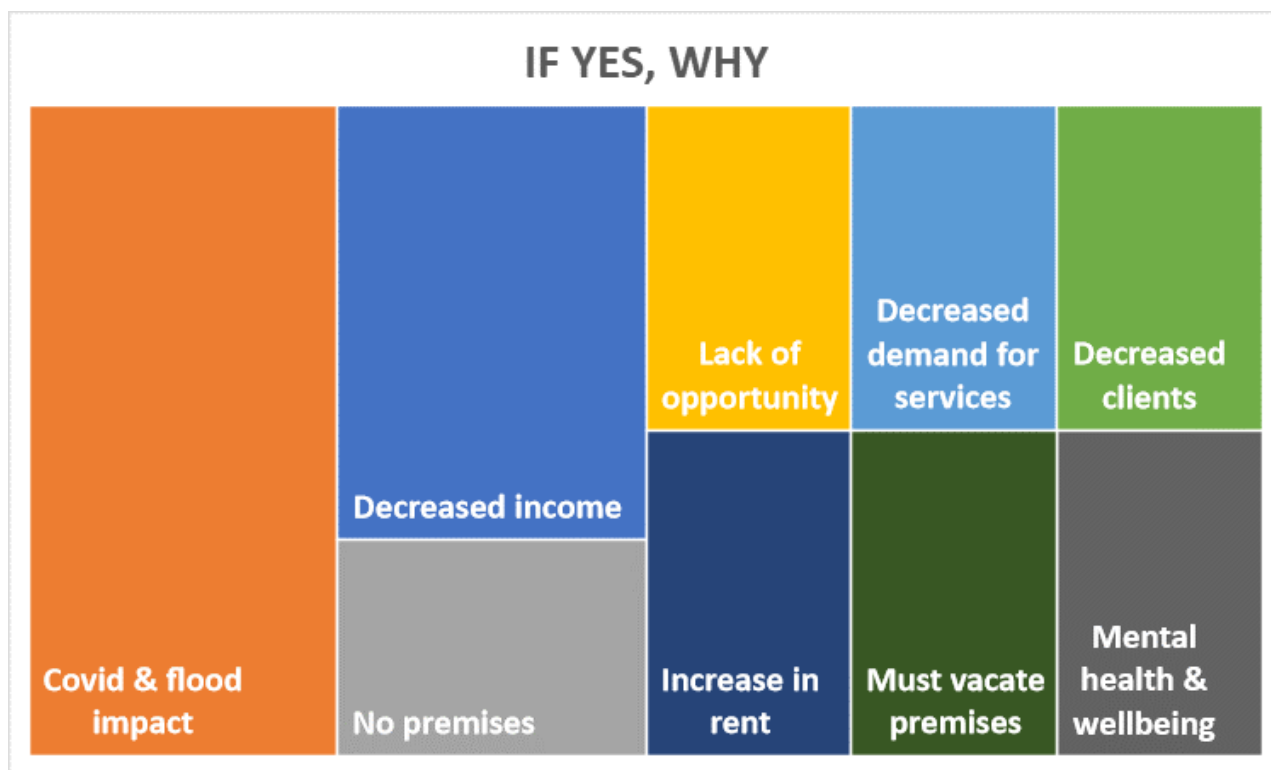 IF YES, WHY
Covid & flood
impact
Decreased income
No premises
Lack of
opportunity
Decreased
demand for
services
Decreased
clients
Increase in
rent
Must vacate
premises
Mental
health &
wellbeing